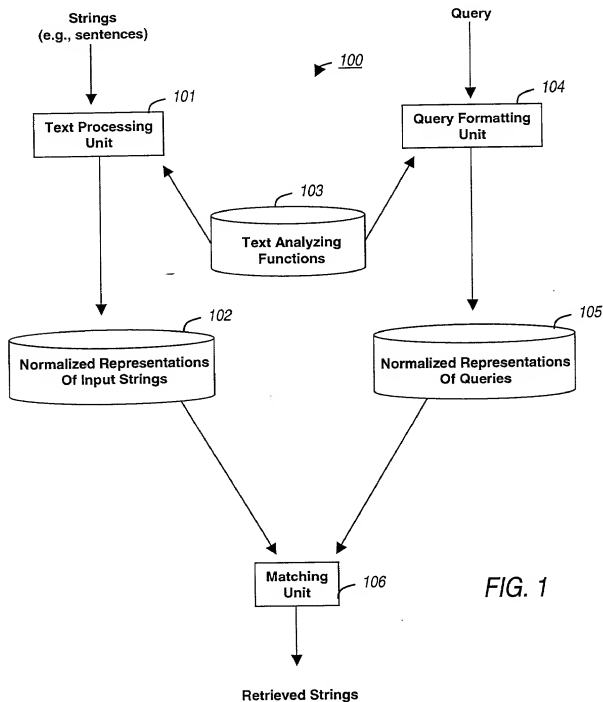 Strings
(e.g., sentences)
Query
100
101
Text Processing
Unit
104
Query Formatting
Unit
103
Text Analyzing
Functions
102
Normalized Representations
Of Input Strings
105
Normalized Representations
Of Queries
Matching
Unit
106
FIG. 1
Retrieved Strings